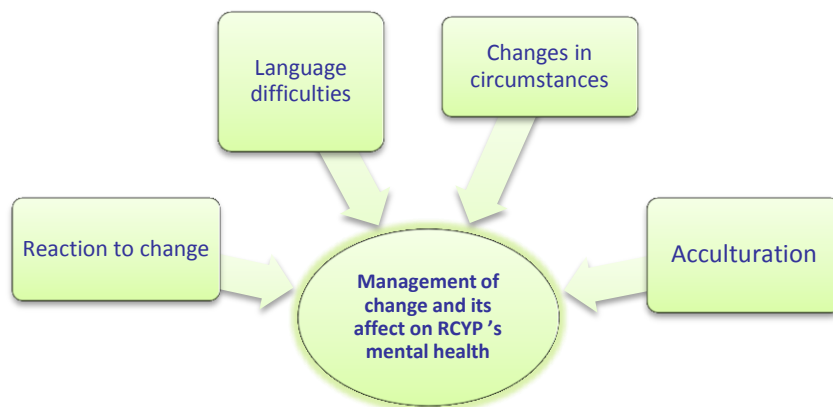 Language
difficulties
Changes in
circumstances
Reaction to change
Acculturation
Management of
change and its
affect on RCYP 's
mental health